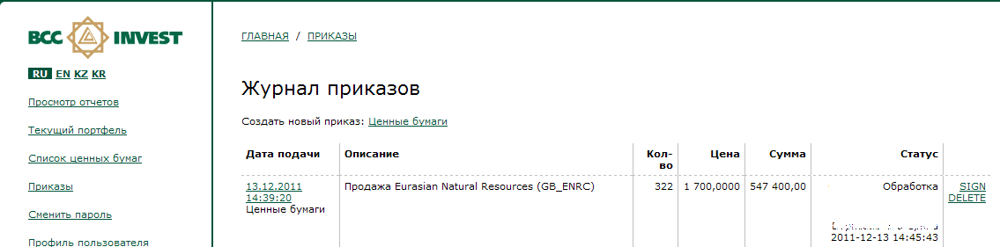 BCC INVEST
RU EN KZ KR
Просмотр отчетов
Текущий портфель
Список ценных бумаг
Приказы
Сменить пароль
Профиль пользователя
ГЛАВНАЯ / ПРИКАЗЫ
Журнал приказов
Создать новый приказ: Ценные бумаги
Дата подачи Описание Кол-во Цена Сумма Статус
13.12.2011 Продажа Eurasian Natural Resources (GB_ENRC) 322 1 700,0000 547 400,00 Обработка SIGN
14:39:20 DELETE
Ценные бумаги
2011-12-13 14:45:43